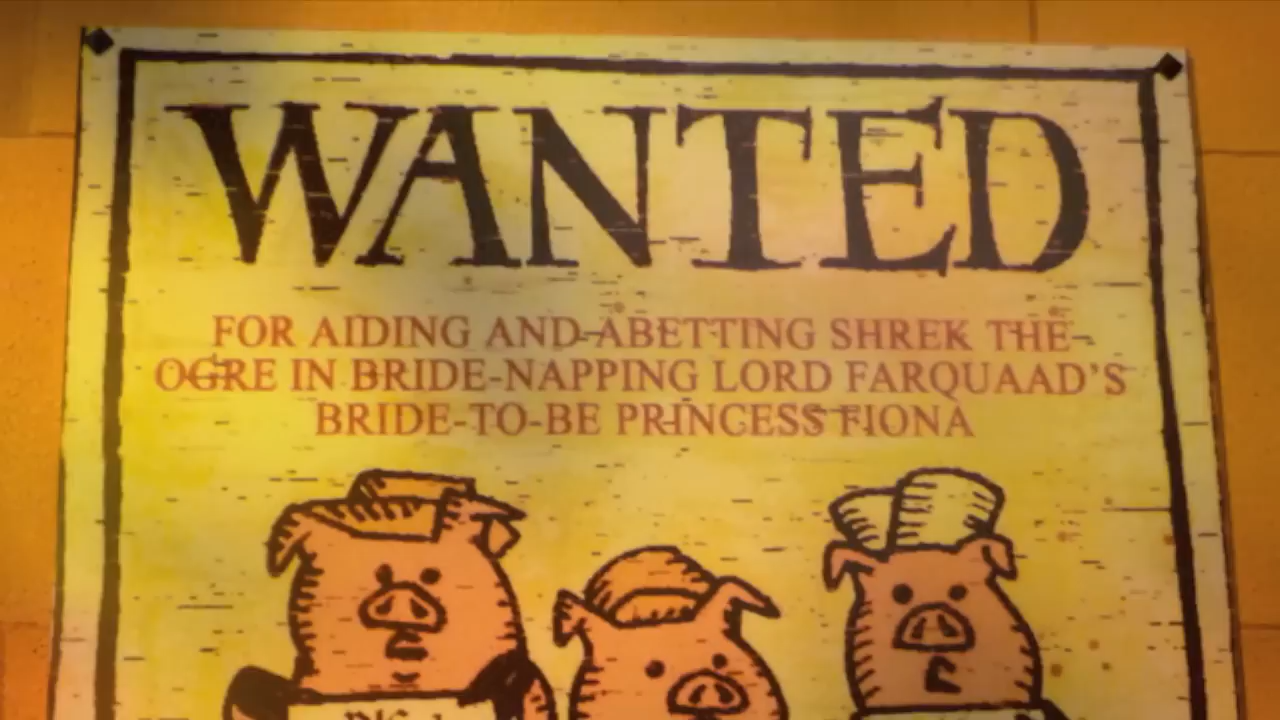 WANTED
FOR AIDING AND ABETTING SHREK THE
OGRE IN BRIDE-NAPPING LORD FARQUAAD'S
BRIDE-TO-BE PRINCESS FIONA